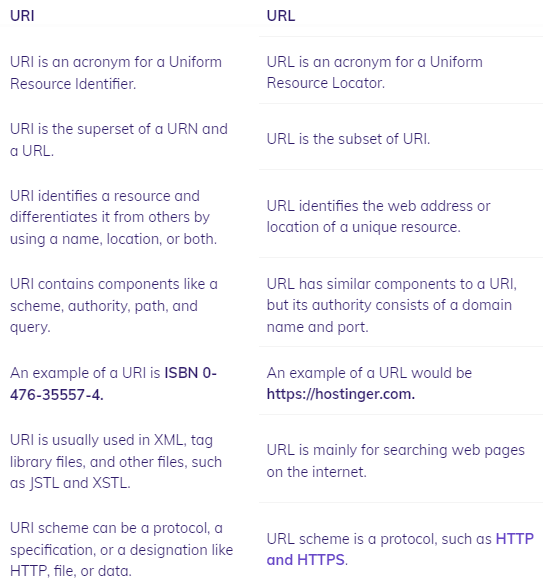 URI
URL
URI is an acronym for a Uniform
Resource Identifier.
URL is an acronym for a Uniform
Resource Locator.
URI is the superset of a URN and
a URL.
URL is the subset of URI.
URI identifies a resource and
differentiates it from others by
using a name, location, or both.
URL identifies the web address or
location of a unique resource.
URI contains components like a
scheme, authority, path, and
query.
URL has similar components to a URI,
but its authority consists of a domain
name and port.
An example of a URI is ISBN 0-
476-35557-4.
An example of a URL would be
https://hostinger.com.
URI is usually used in XML, tag
library files, and other files, such
as JSTL and XSTL.
URL is mainly for searching web pages
on the internet.
URI scheme can be a protocol, a
specification, or a designation like
HTTP, file, or data.
URL scheme is a protocol, such as HTTP
and HTTPS.